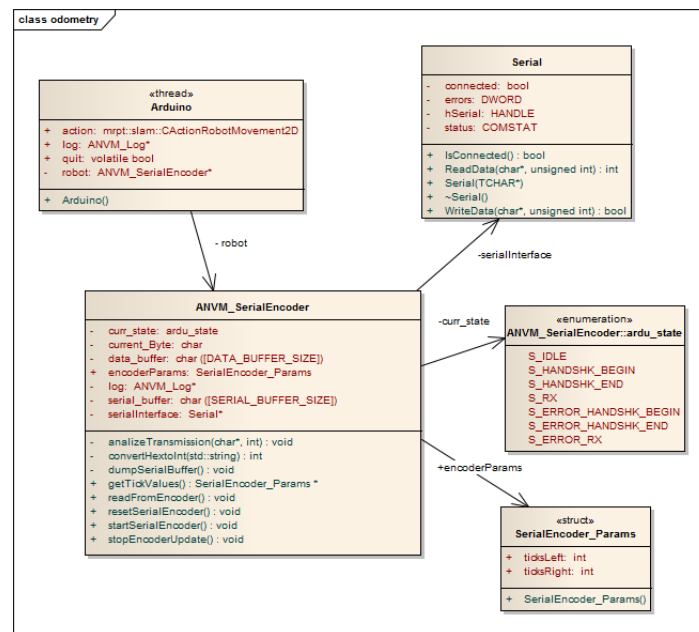 class odometry
«thread»
Arduino
+ action: mrpt::slam::CActionRobotMovement2D
+ log: ANVM_Log*
+ quit: volatile bool
- robot: ANVM_SerialEncoder*
+ Arduino()
Serial
- connected: bool
- errors: DWORD
- hSerial: HANDLE
- status: COMSTAT
+ IsConnected() : bool
+ ReadData(char*, unsigned int) : int
+ Serial(TCHAR*)
+ ~Serial()
+ WriteData(char*, unsigned int) : bool
- robot
-serialInterface
ANVM_SerialEncoder
- curr_state: ardu_state
- current_Byte: char
- data_buffer: char ([DATA_BUFFER_SIZE])
+ encoderParams: SerialEncoder_Params
- log: ANVM_Log*
- serial_buffer: char ([SERIAL_BUFFER_SIZE])
- serialInterface: Serial*
- analizeTransmission(char*, int) : void
- convertHextoInt(std::string) : int
- dumpSerialBuffer() : void
+ getTickValues() : SerialEncoder_Params *
+ readFromEncoder() : void
+ resetSerialEncoder() : void
+ startSerialEncoder() : void
+ stopEncoderUpdate() : void
-curr_state
«enumeration»
ANVM_SerialEncoder::ardu_state
S_IDLE
S_HANDSHK_BEGIN
S_HANDSHK_END
S_RX
S_ERROR_HANDSHK_BEGIN
S_ERROR_HANDSHK_END
S_ERROR_RX
+encoderParams
«struct»
SerialEncoder_Params
+ ticksLeft: int
+ ticksRight: int
+ SerialEncoder_Params()